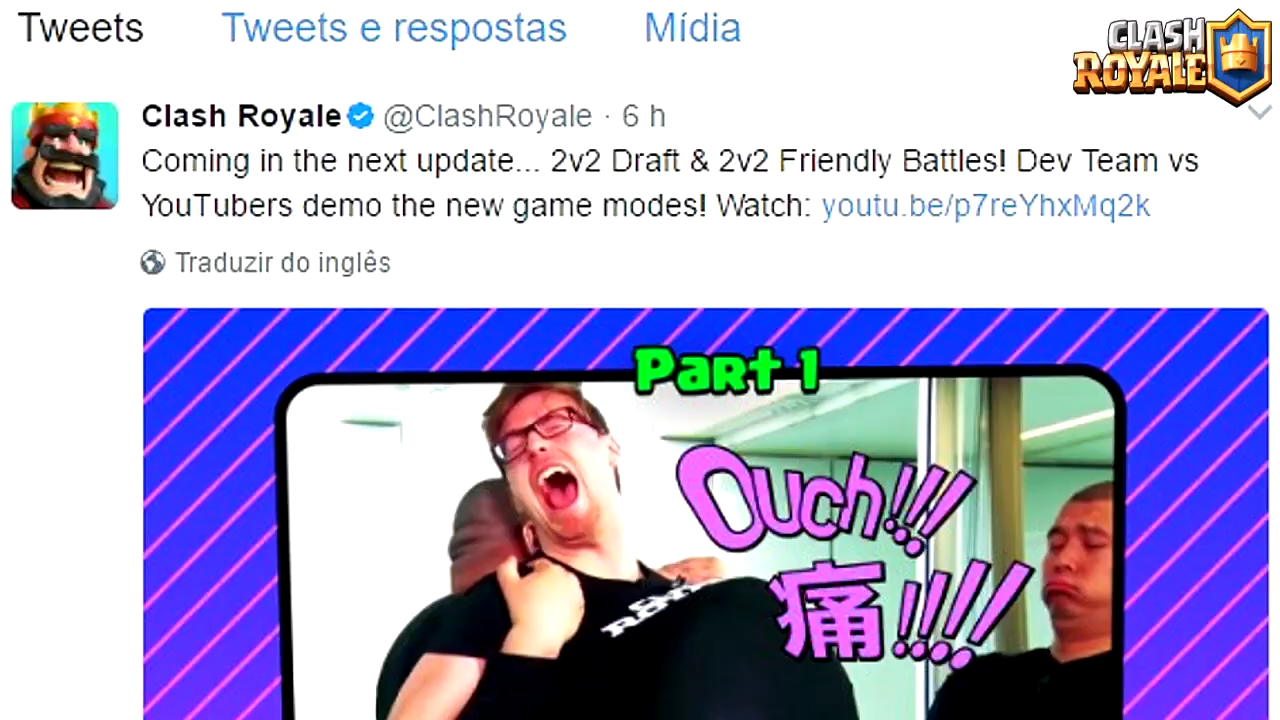 Tweets Tweets e respostas Mídia
CLASH
ROYALE
Clash Royale @ClashRoyale · 6 h
Coming in the next update... 2v2 Draft & 2v2 Friendly Battles! Dev Team vs
YouTubers demo the new game modes! Watch: youtu.be/p7reYhxMq2k
Traduzir do inglês
Part 1
Ouch!!!
痛!!!!